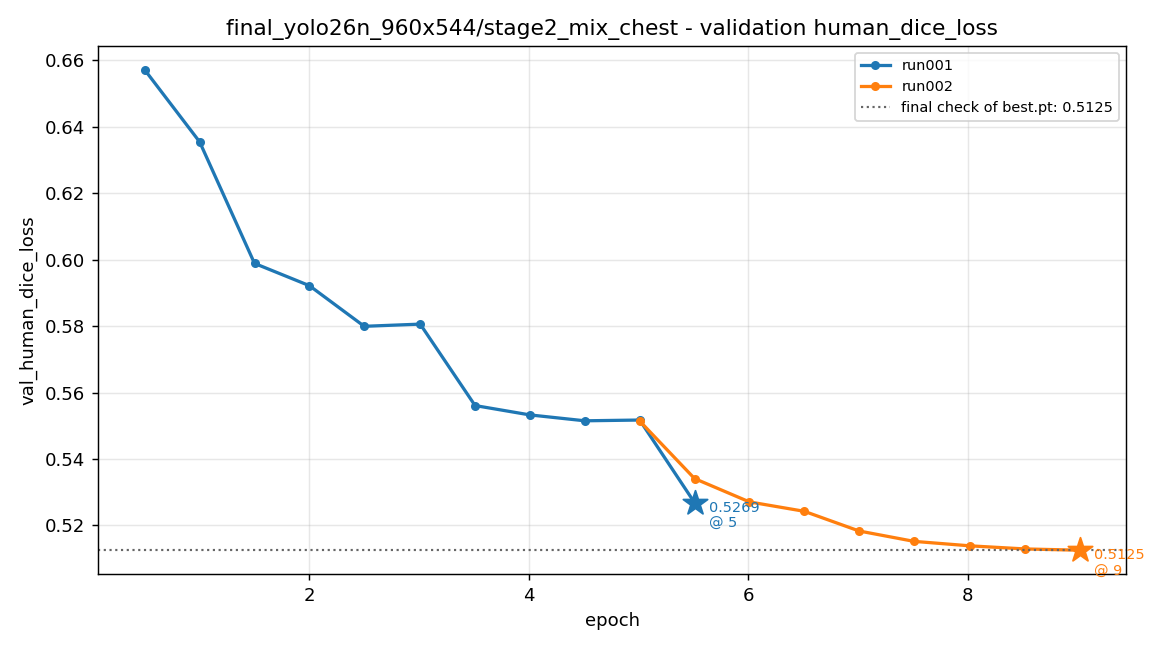 final_yolo26n_960x544/stage2_mix_chest - validation human_dice_loss
run001
run002
final check of best.pt: 0.5125
val_human_dice_loss
0.66
0.64
0.62
0.60
0.58
0.56
0.54
0.52
0.5269
@ 5
0.5125
@ 9
2
4
6
8
epoch